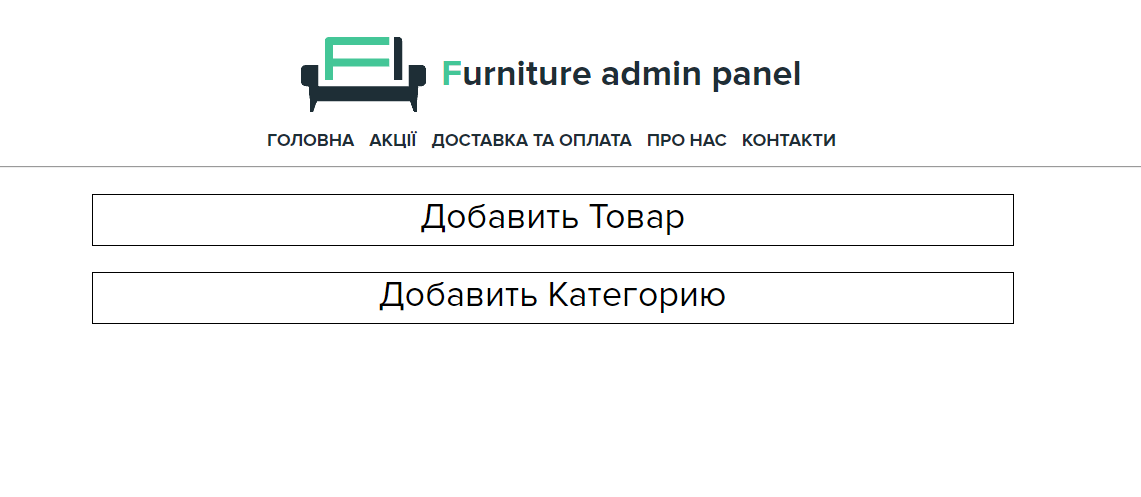 Furniture admin panel
ГОЛОВНА АКЦІЇ ДОСТАВКА ТА ОПЛАТА ПРО НАС КОНТАКТИ
Добавить Товар
Добавить Категорию